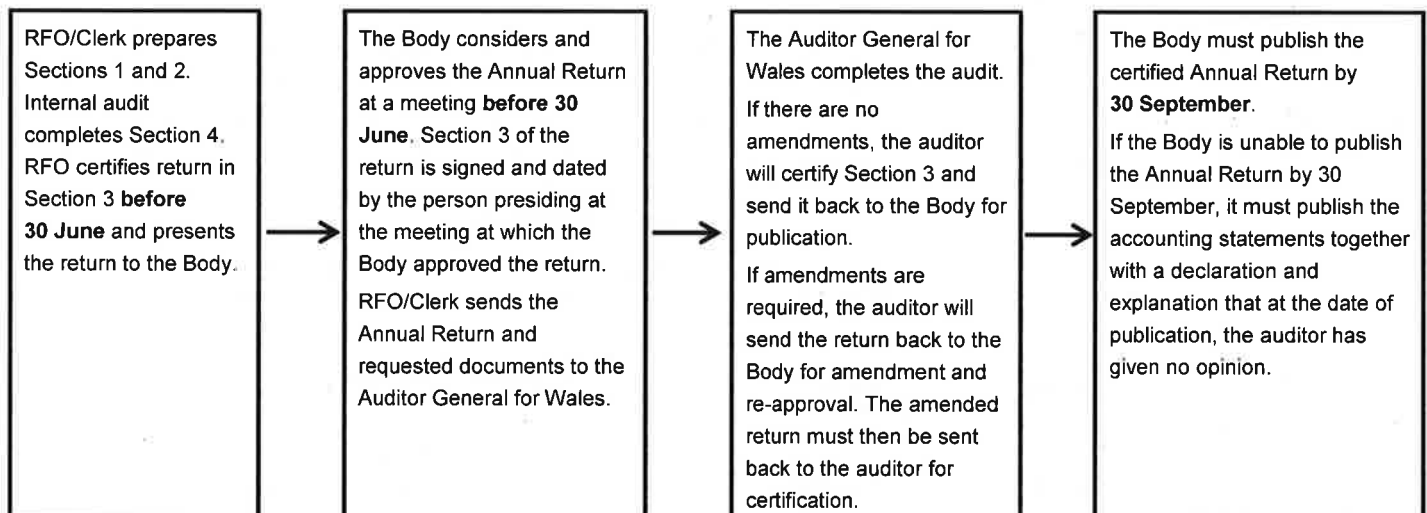 RFO/Clerk prepares
Sections 1 and 2.
Internal audit
completes Section 4.
RFO certifies return in
Section 3 before
30 June and presents
the return to the Body.
The Body considers and
approves the Annual Return
at a meeting before 30
June. Section 3 of the
return is signed and dated
by the person presiding at
the meeting at which the
Body approved the return.
RFO/Clerk sends the
Annual Return and
requested documents to the
Auditor General for Wales.
The Auditor General for
Wales completes the audit.
If there are no
amendments, the auditor
will certify Section 3 and
send it back to the Body for
publication.
If amendments are
required, the auditor will
send the return back to the
Body for amendment and
re-approval. The amended
return must then be sent
back to the auditor for
certification.
The Body must publish the
certified Annual Return by
30 September.
If the Body is unable to publish
the Annual Return by 30
September, it must publish the
accounting statements together
with a declaration and
explanation that at the date of
publication, the auditor has
given no opinion.